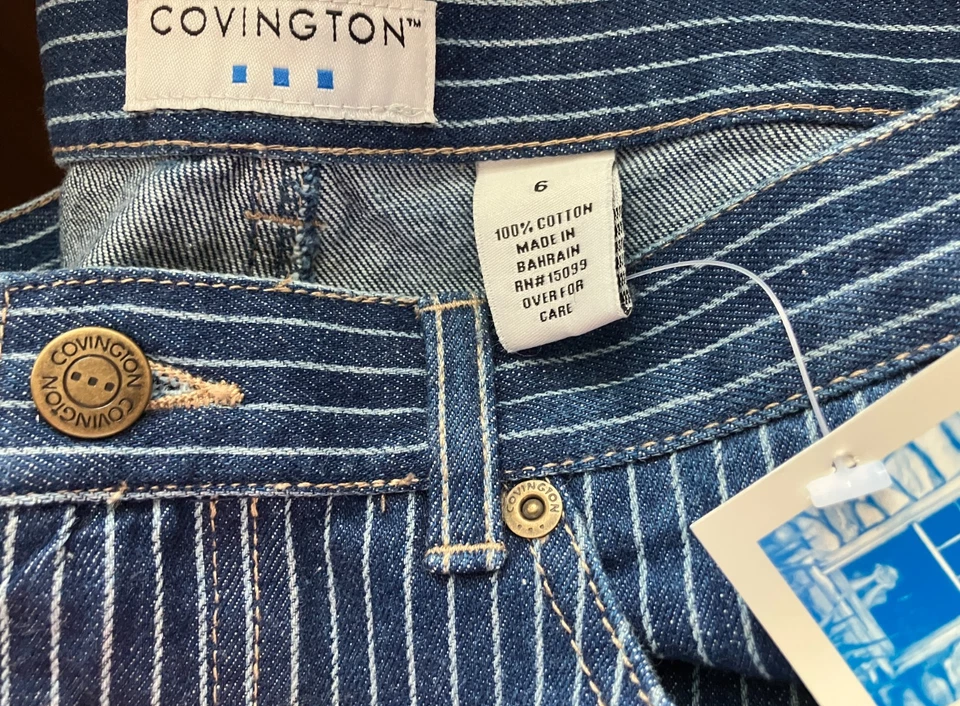 COVINGTON™
6
100% COTTON
MADE IN
BAHRAIN
RN#15099
OVER FOR
CARE
COVINGTON
COVINGTON
COVINGTON